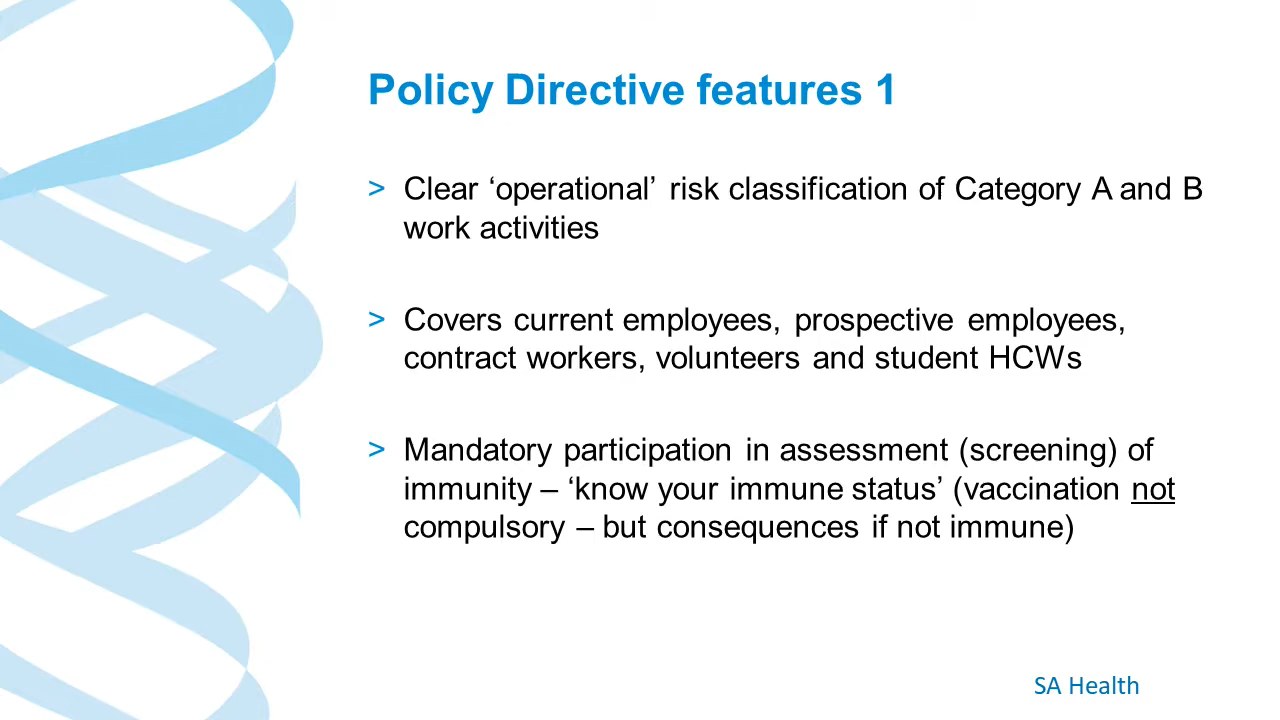 Policy Directive features 1
> Clear ‘operational’ risk classification of Category A and B
work activities
> Covers current employees, prospective employees,
contract workers, volunteers and student HCWs
> Mandatory participation in assessment (screening) of
immunity – ‘know your immune status’ (vaccination not
compulsory – but consequences if not immune)
SA Health